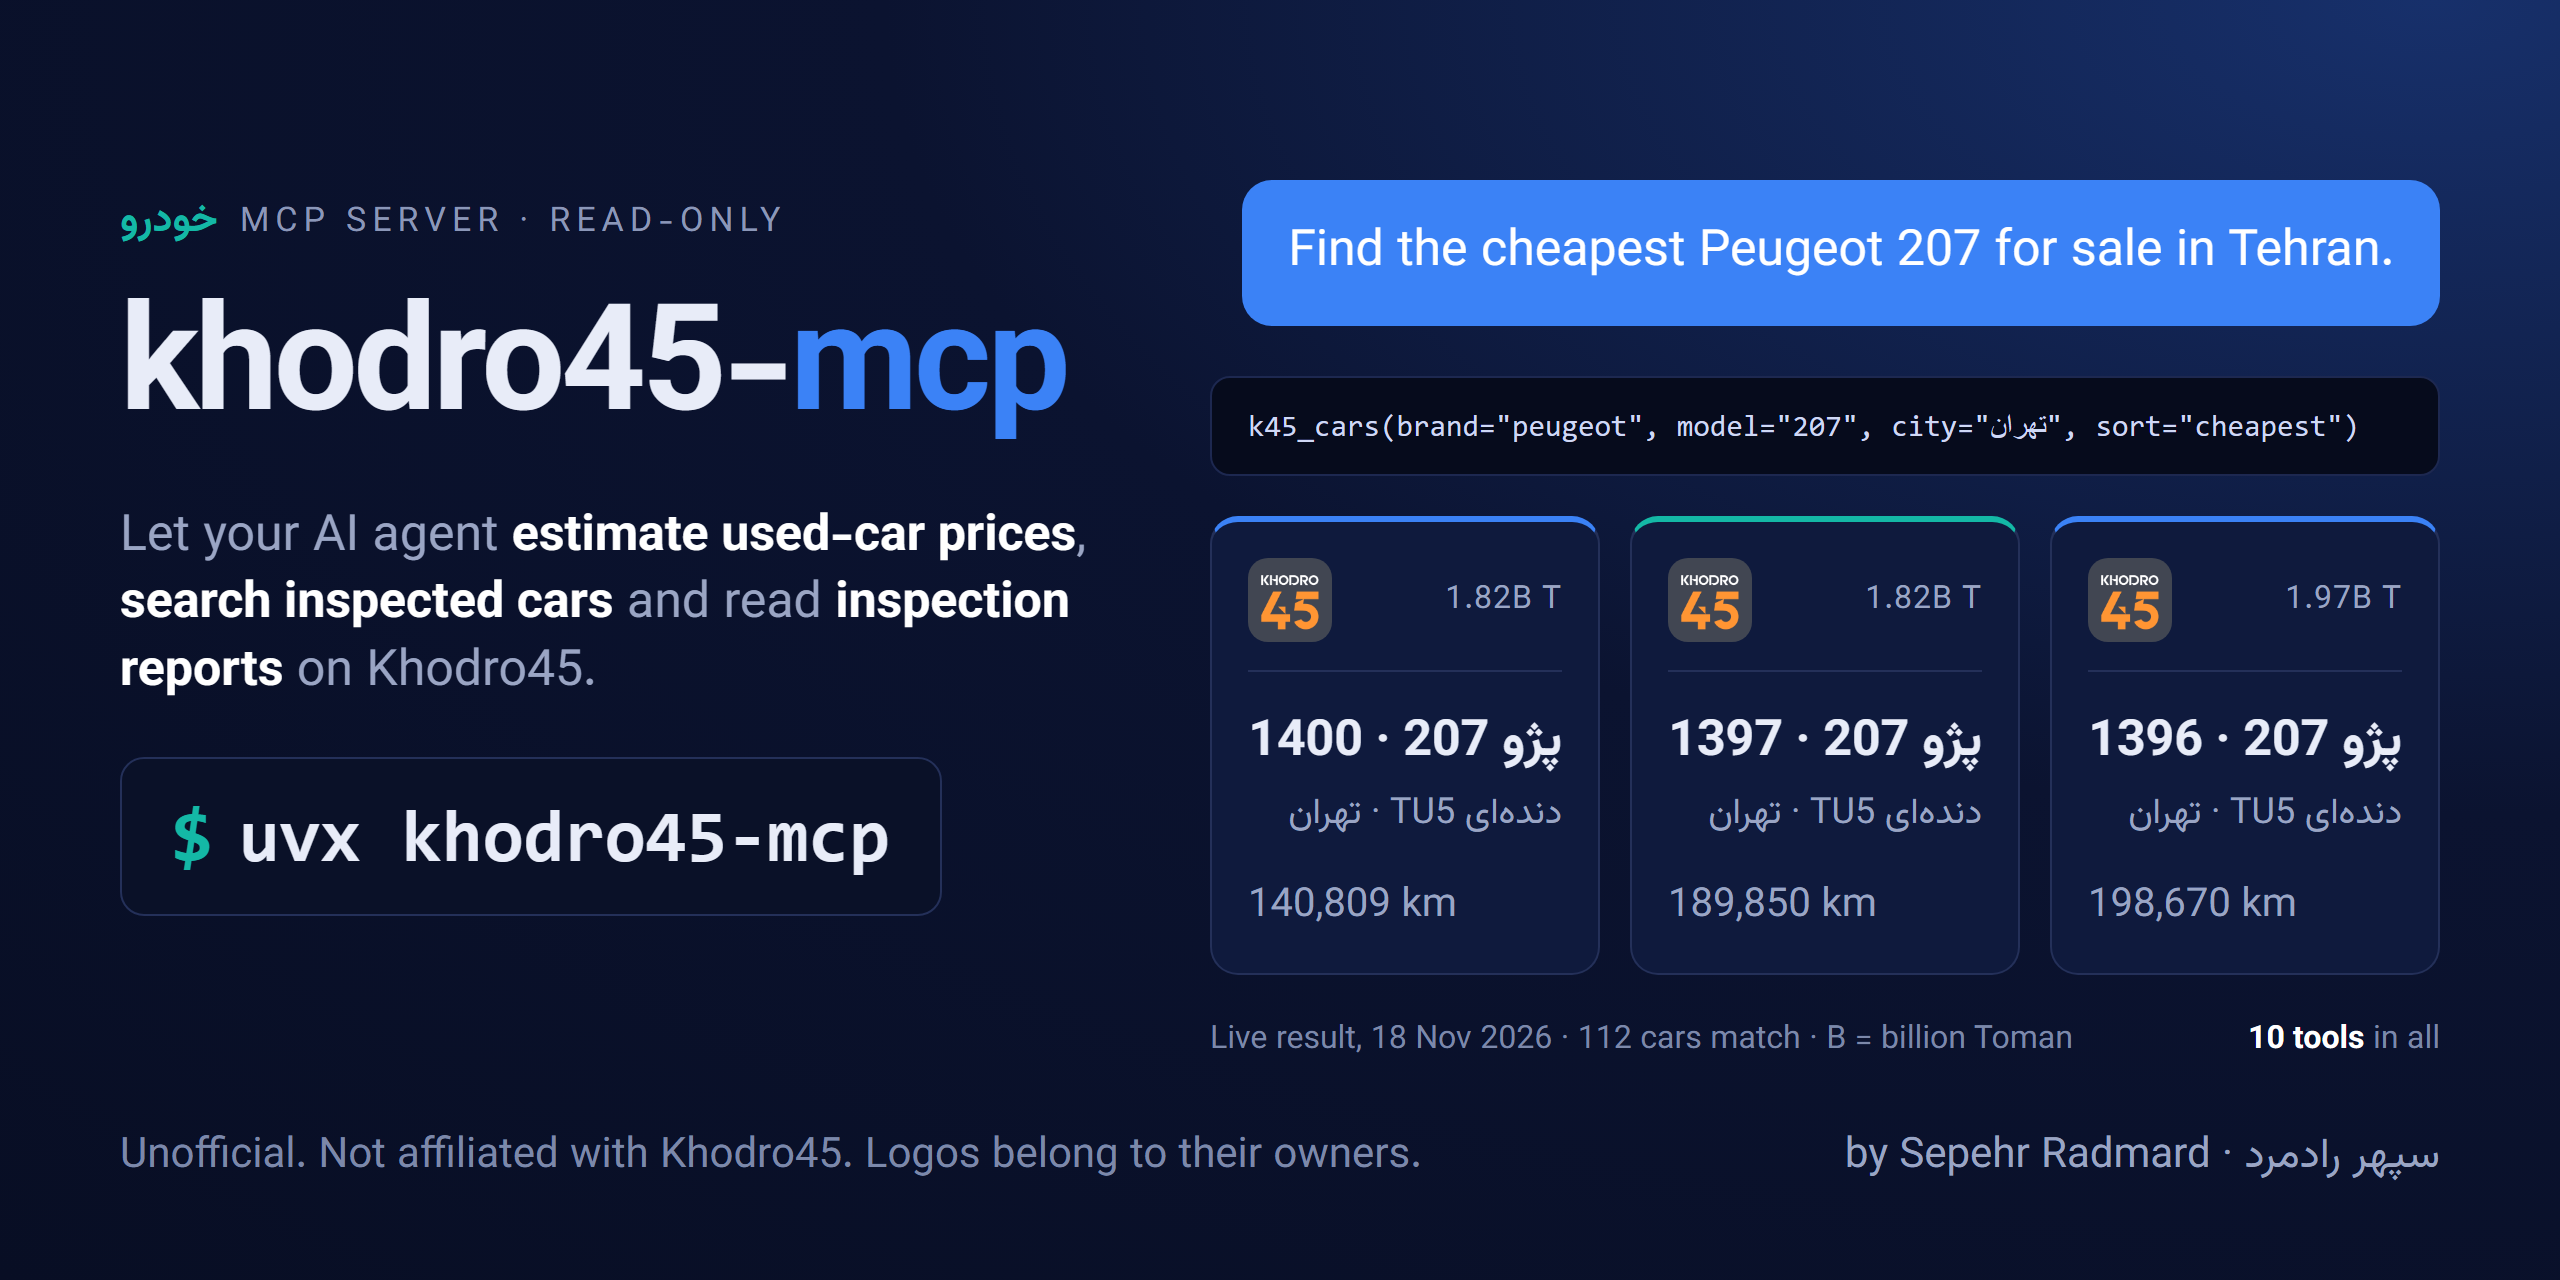 خودرو MCP SERVER · READ-ONLY
khodro45-mcp
Let your AI agent estimate used-car prices,
search inspected cars and read inspection
reports on Khodro45.
$ uvx khodro45-mcp
Find the cheapest Peugeot 207 for sale in Tehran.
k45_cars(brand="peugeot", model="207", city="تهران", sort="cheapest")
KHODRO
45
1.82B T
پژو 207 · 1400
دنده‌ای TU5 · تهران
140,809 km
KHODRO
45
1.82B T
پژو 207 · 1397
دنده‌ای TU5 · تهران
189,850 km
KHODRO
45
1.97B T
پژو 207 · 1396
دنده‌ای TU5 · تهران
198,670 km
Live result, 18 Nov 2026 · 112 cars match · B = billion Toman
10 tools in all
Unofficial. Not affiliated with Khodro45. Logos belong to their owners.
by Sepehr Radmard · سپهر رادمرد